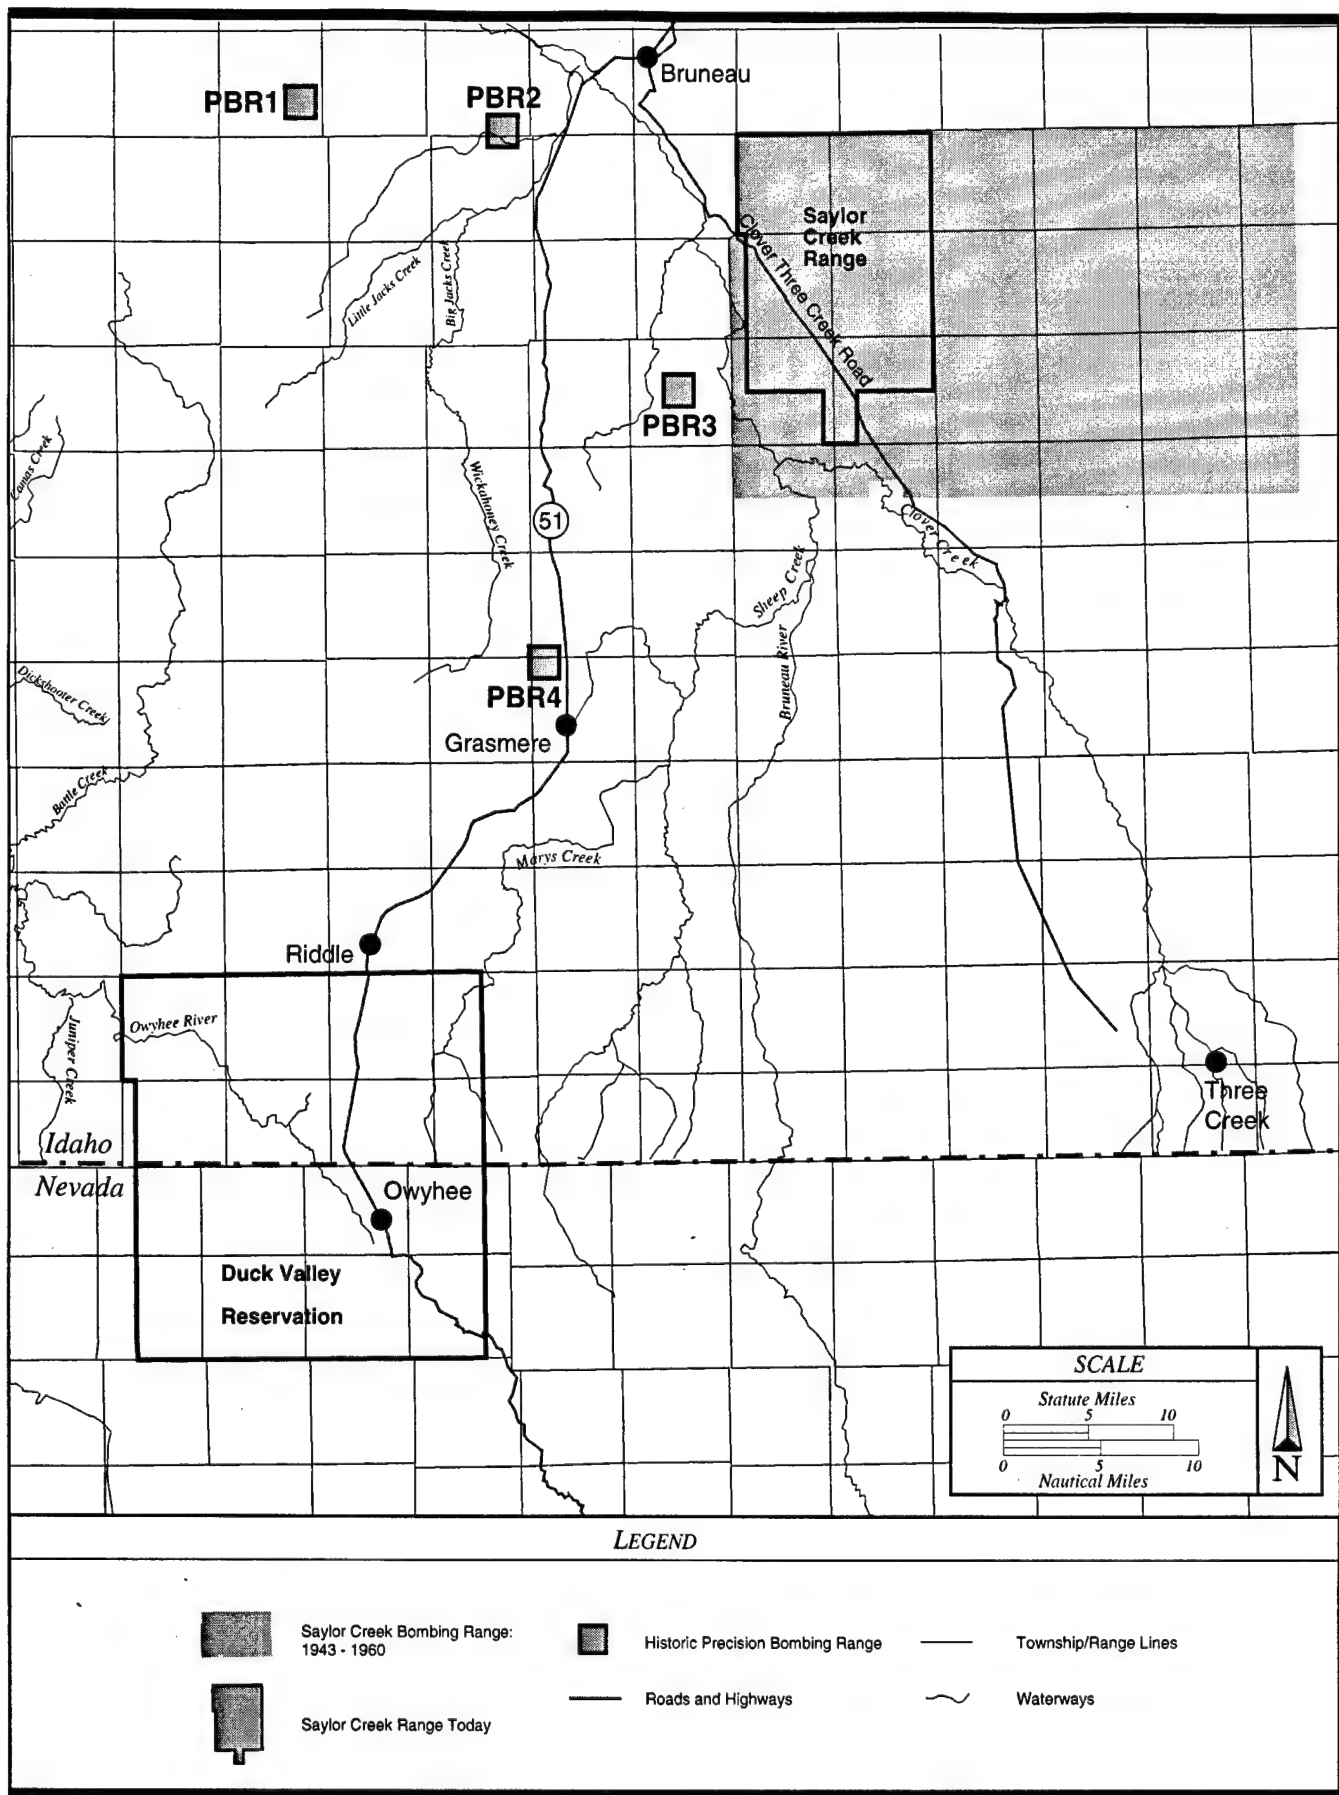 Bruneau
PBR1
PBR2
Saylor
Creek
Range
Clover Three Creek Road
Little Jacks Creek
Big Jacks Creek
PBR3
Camas Creek
Wickahoney Creek
51
Clover Creek
Sheep Creek
Bruneau River
Dickshooter Creek
PBR4
Grasmere
Battle Creek
Marys Creek
Riddle
Owyhee River
Juniper Creek
Three
Creek
Idaho
Nevada
Owyhee
Duck Valley
Reservation
SCALE
Statute Miles
0 5 10
0 5 10
Nautical Miles
N
LEGEND
Saylor Creek Bombing Range:
1943 - 1960
Historic Precision Bombing Range
Township/Range Lines
Roads and Highways
Waterways
Saylor Creek Range Today